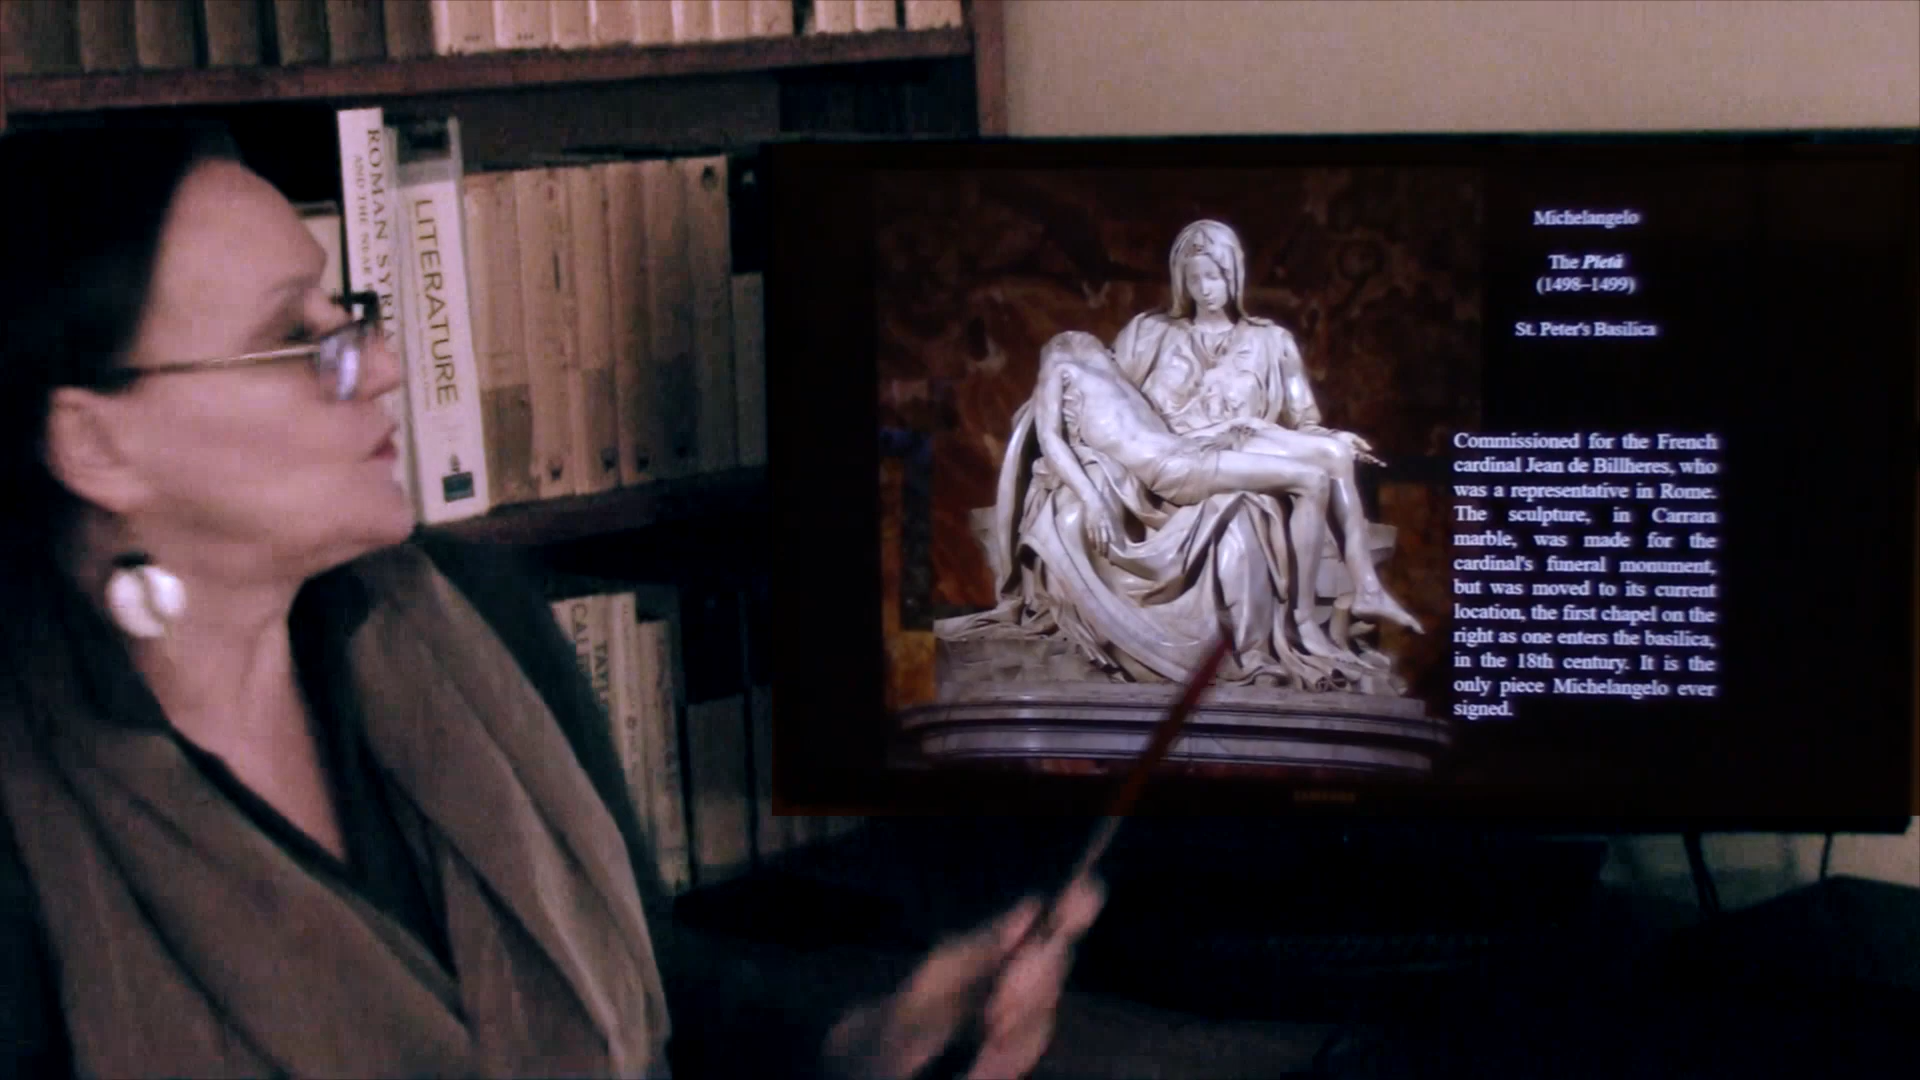 ROMAN SYRIA
AND THE NEAR
LITERATURE
Michelangelo
The Pietà
(1498–1499)
St. Peter's Basilica
Commissioned for the French
cardinal Jean de Billheres, who
was a representative in Rome.
The sculpture, in Carrara
marble, was made for the
cardinal's funeral monument,
but was moved to its current
location, the first chapel on the
right as one enters the basilica,
in the 18th century. It is the
only piece Michelangelo ever
signed.
SAMSUNG